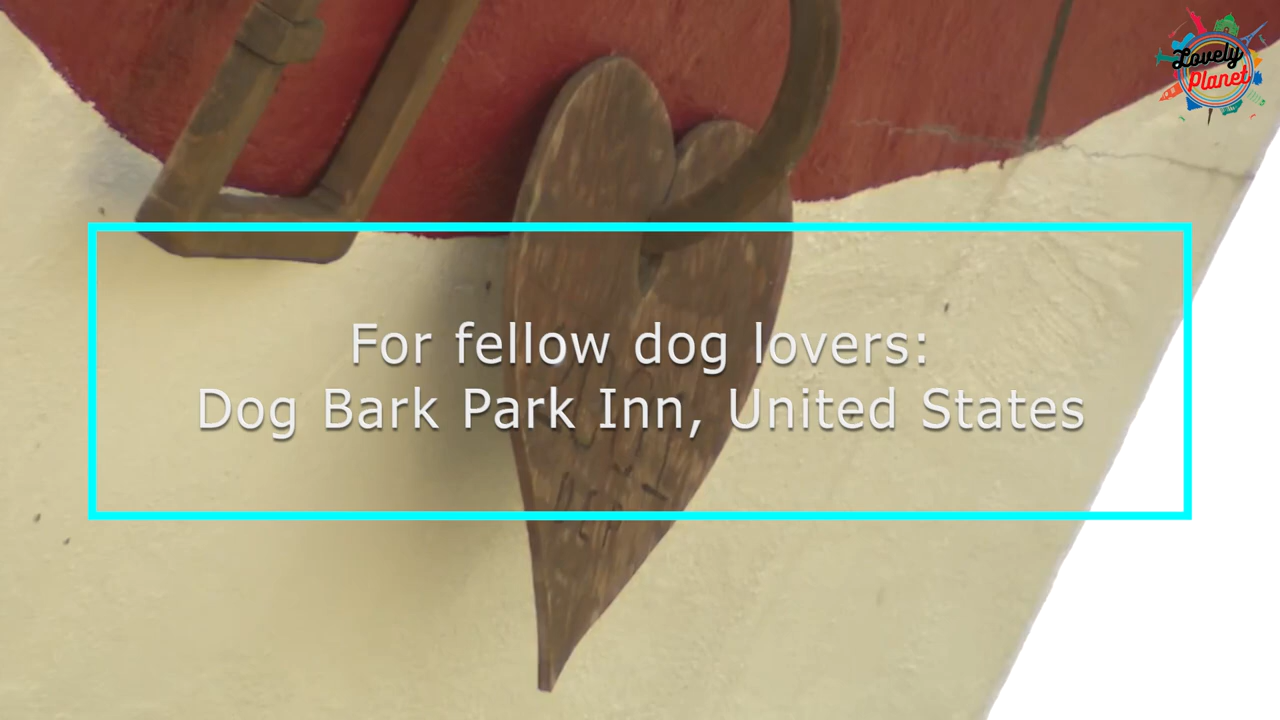 Lovely
Planet
For fellow dog lovers:
Dog Bark Park Inn, United States